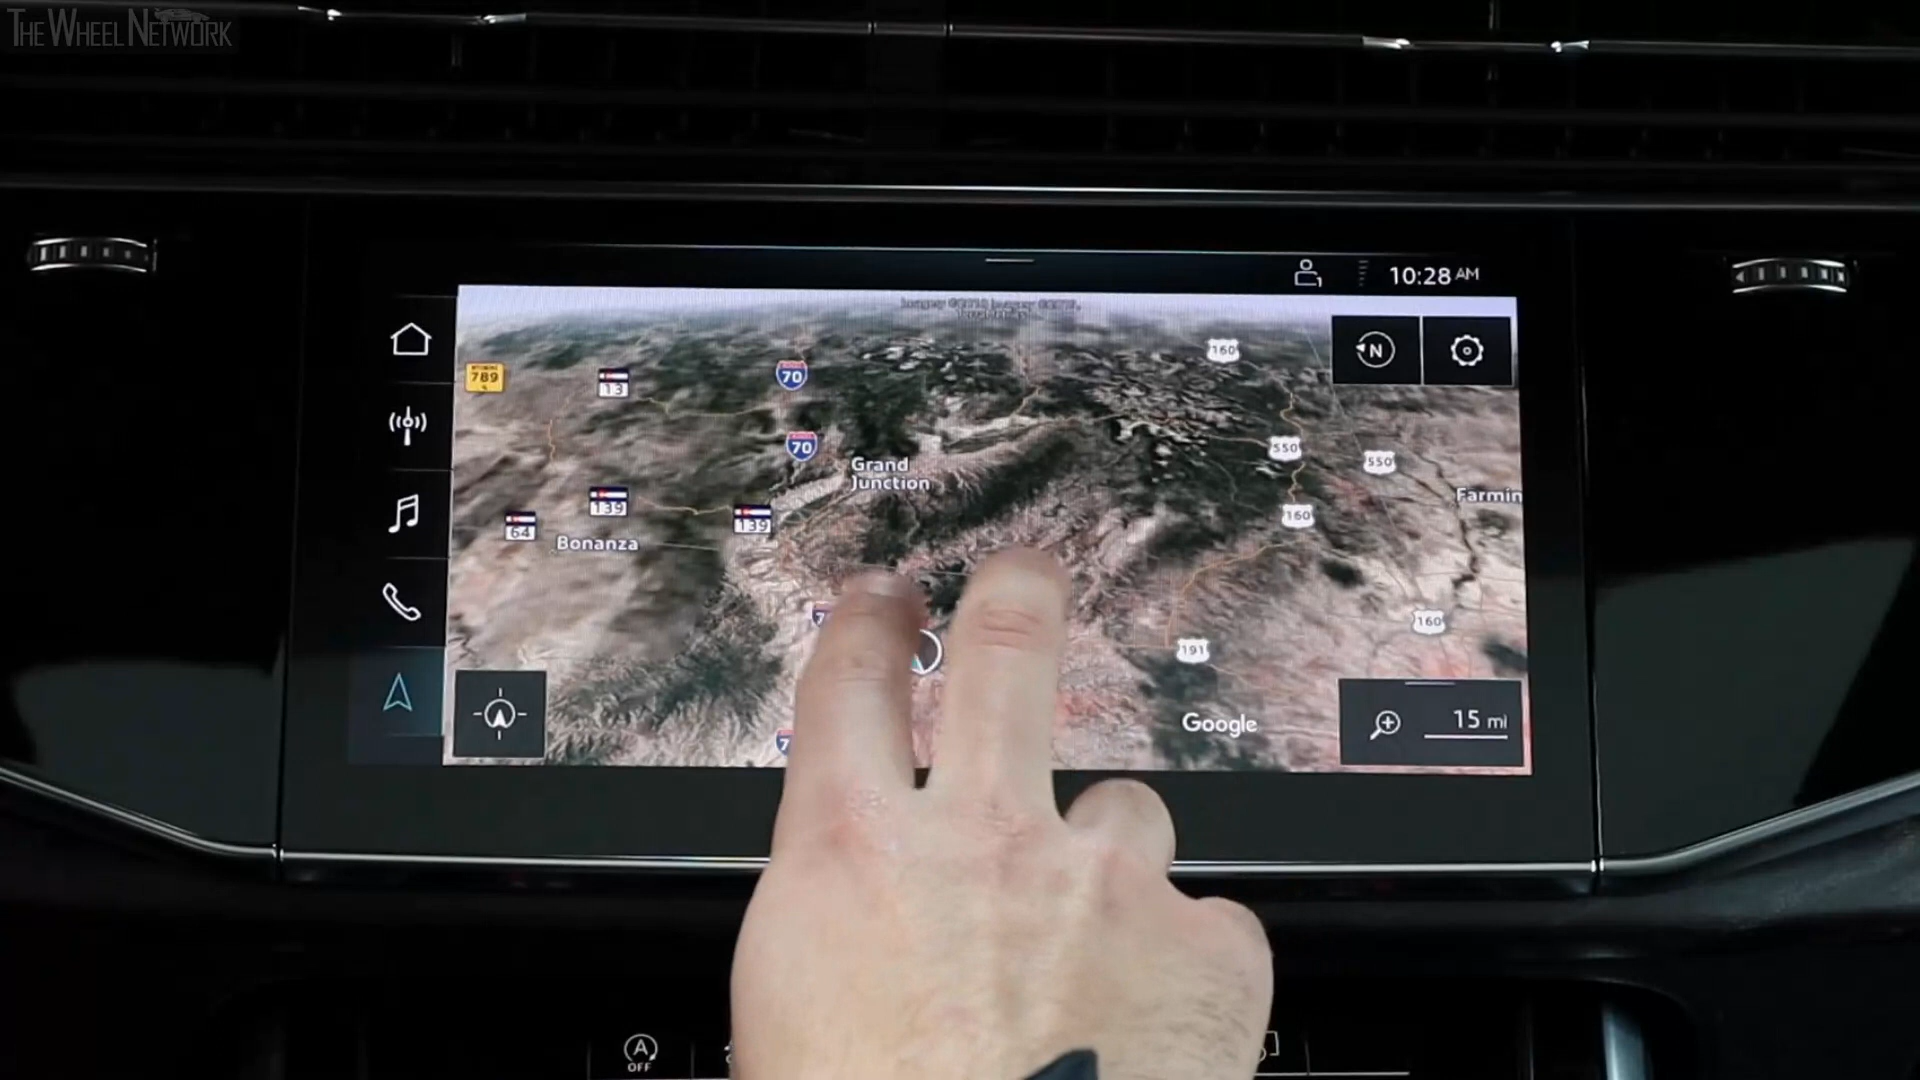 THE WHEEL NETWORK
10:28 AM
160
N
789
13
70
70
550
550
Grand
Junction
Farmin
139
139
160
64
Bonanza
160
191
Google
15 mi
A
OFF